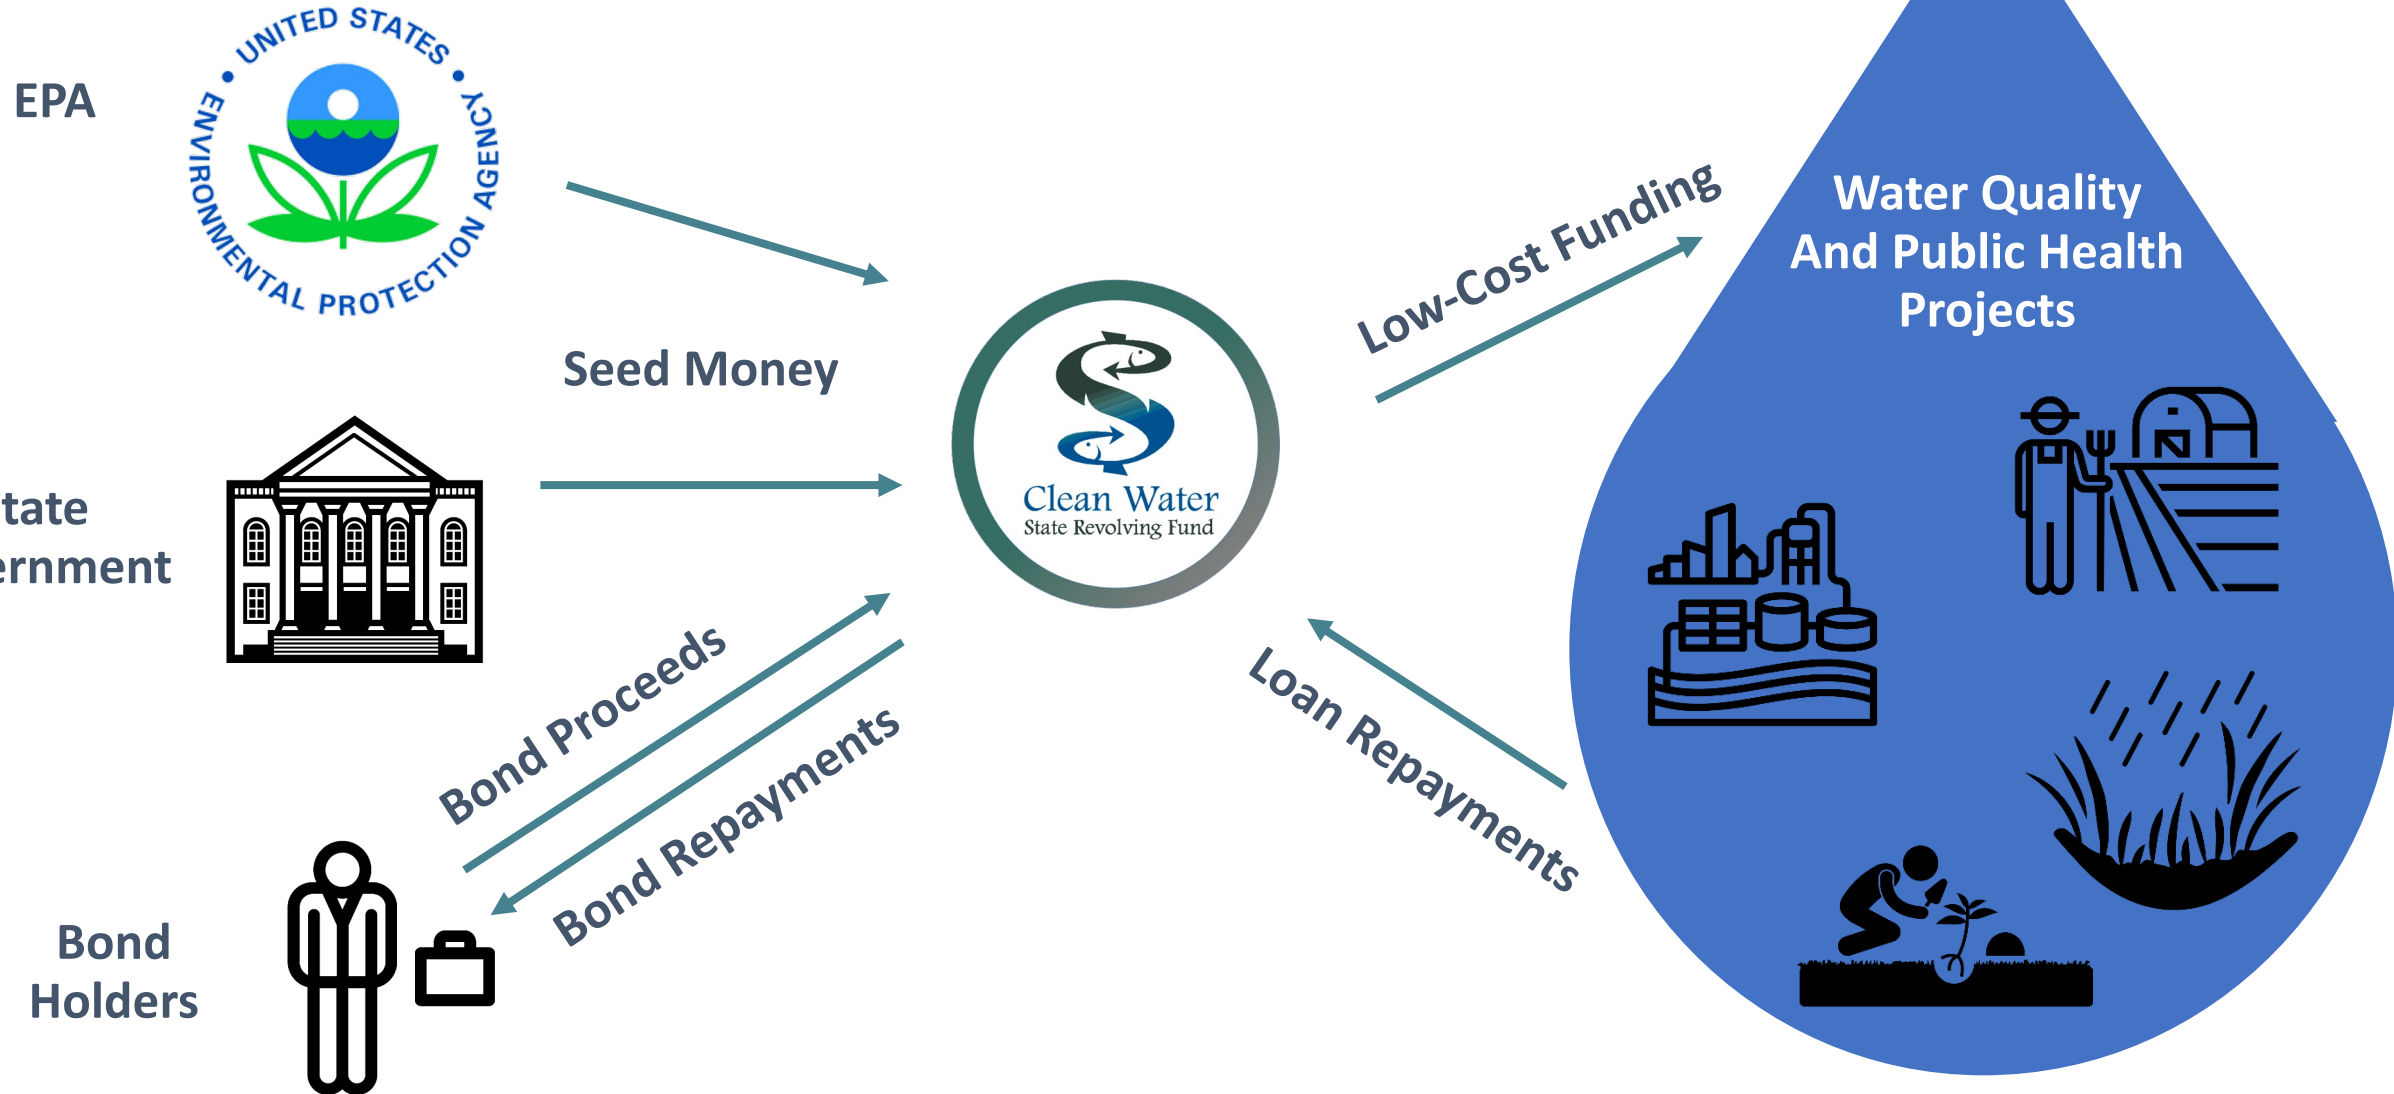 EPA
UNITED STATES • ENVIRONMENTAL PROTECTION AGENCY •
Seed Money
tate
ernment
Bond
Holders
Bond Proceeds
Bond Repayments
Clean Water
State Revolving Fund
Low-Cost Funding
Loan Repayments
Water Quality
And Public Health
Projects